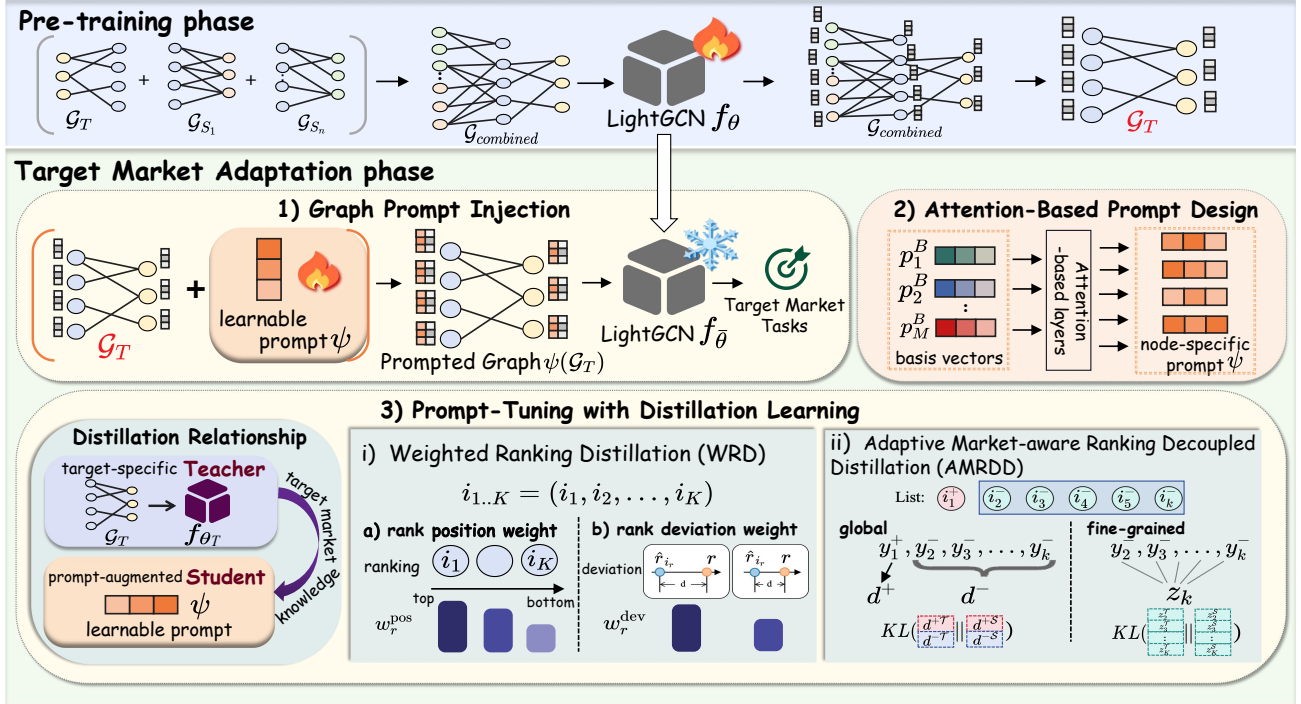 Pre-training phase
+ +
𝒢_T 𝒢_{S_1} 𝒢_{S_n}
𝒢_{combined}
LightGCN f_θ
𝒢_{combined}
𝒢_T
Target Market Adaptation phase
1) Graph Prompt Injection
𝒢_T
+
learnable
prompt ψ
Prompted Graph ψ(𝒢_T)
LightGCN f_{\bar{θ}}
Target Market
Tasks
2) Attention-Based Prompt Design
p_1^B
p_2^B
:
p_M^B
basis vectors
Attention
-based layers
node-specific
prompt ψ
3) Prompt-Tuning with Distillation Learning
Distillation Relationship
target-specific Teacher
𝒢_T
f_{θ_T}
target market
knowledge
prompt-augmented Student
ψ
learnable prompt
i) Weighted Ranking Distillation (WRD)
i_{1..K} = (i_1, i_2, . . . , i_K)
a) rank position weight
ranking i_1 i_K
top bottom
w_r^{pos}
b) rank deviation weight
deviation
\hat{r}_{i_r} r
d
\hat{r}_{i_r} r
d
w_r^{dev}
ii) Adaptive Market-aware Ranking Decoupled
Distillation (AMRDD)
List: i_1^+ i_2^- i_3^- i_4^- i_5^- i_k^-
global
y_1^+, y_2^-, y_3^-, . . . , y_k^-
d^+ d^-
KL( d^{+𝒯} d^{-𝒯} || d^{+𝒮} d^{-𝒮} )
fine-grained
y_2^-, y_3^-, . . . , y_k^-
z_k
KL( || )